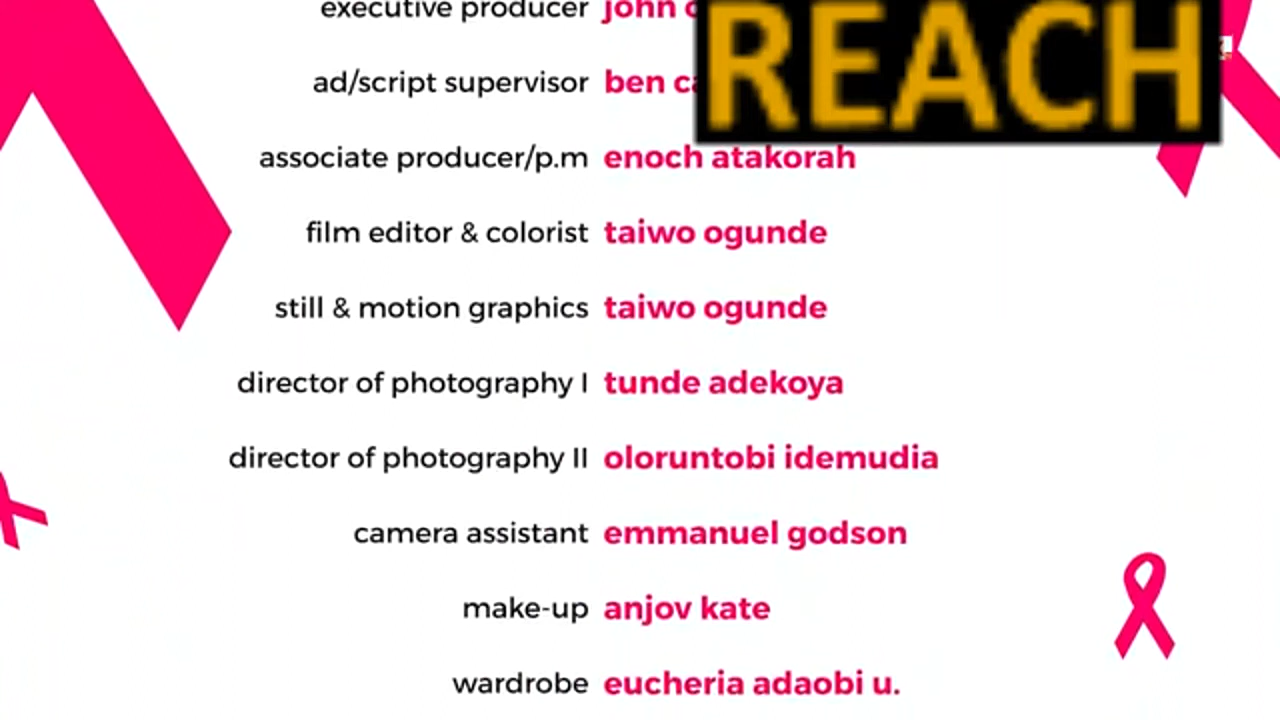 executive producer john
REACH
ad/script supervisor ben
associate producer/p.m enoch atakorah
film editor & colorist taiwo ogunde
still & motion graphics taiwo ogunde
director of photography I tunde adekoya
director of photography II oloruntobi idemudia
camera assistant emmanuel godson
make-up anjov kate
wardrobe eucheria adaobi u.